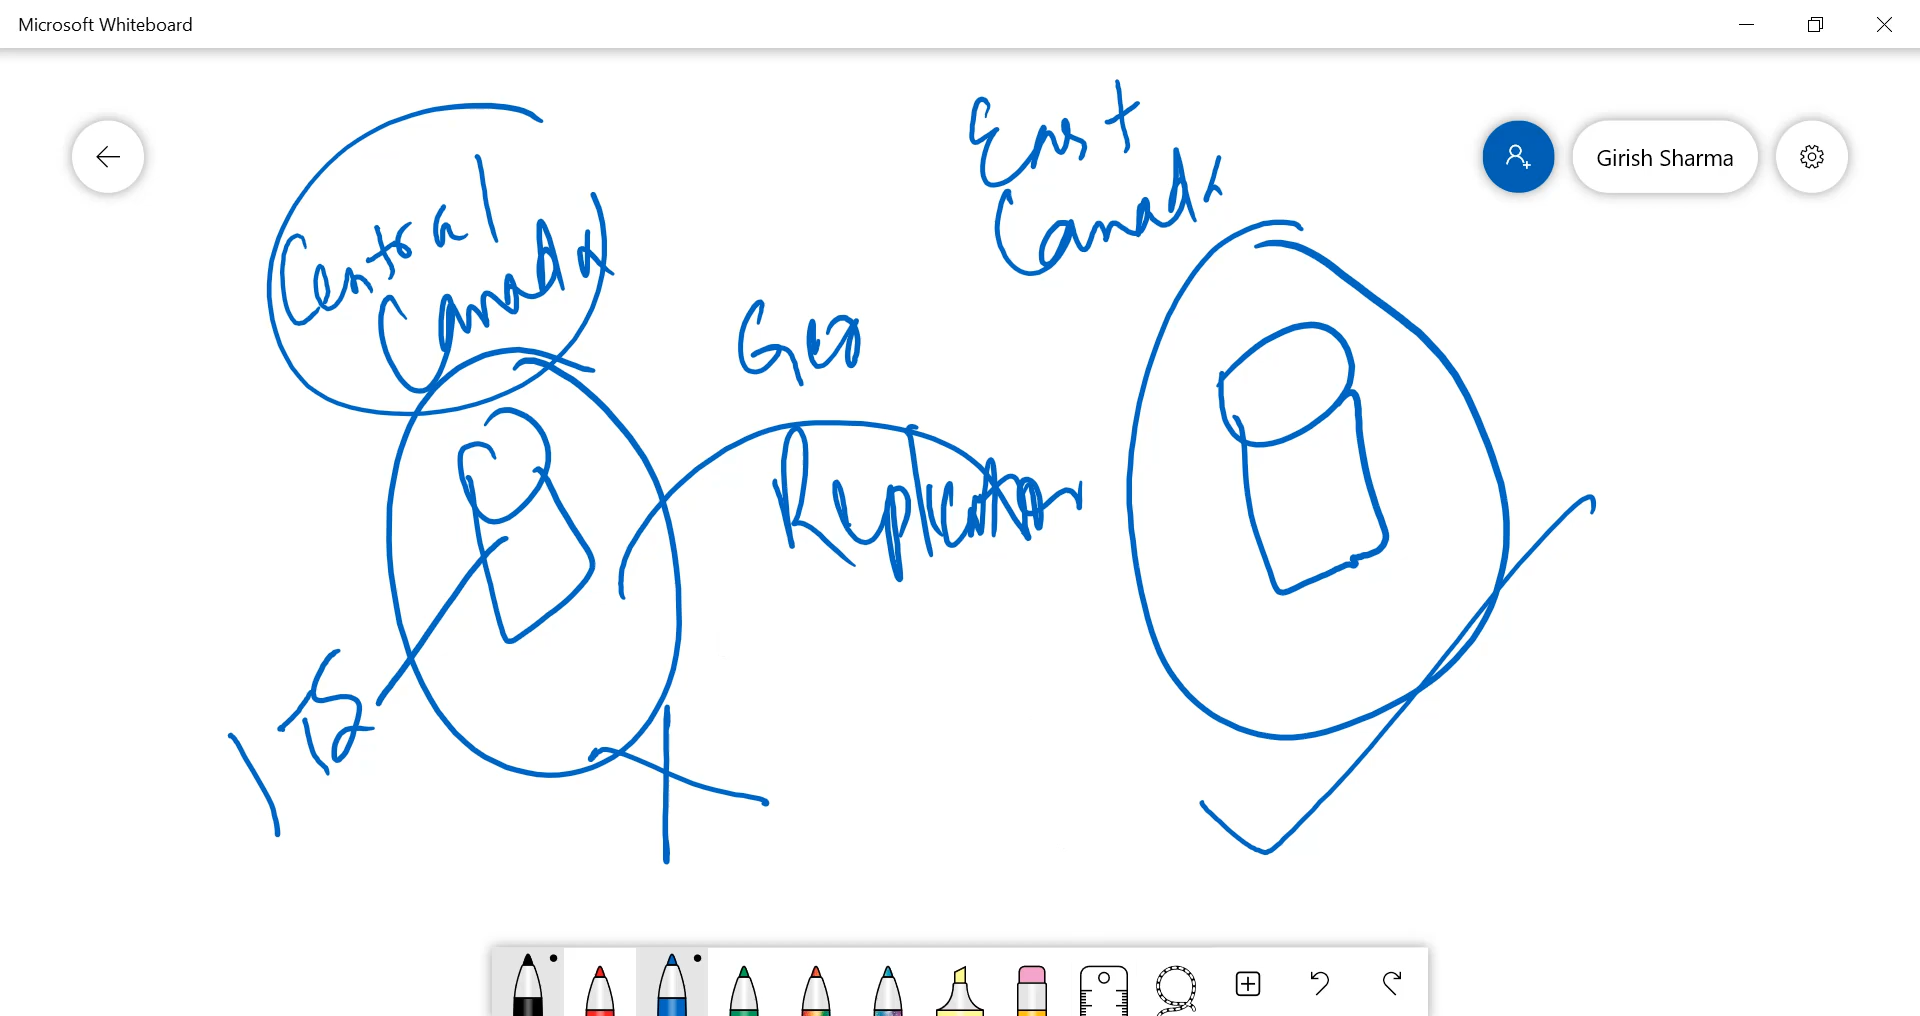 Microsoft Whiteboard
East
Canada
Girish Sharma
Central
Canada
Geo
Replication